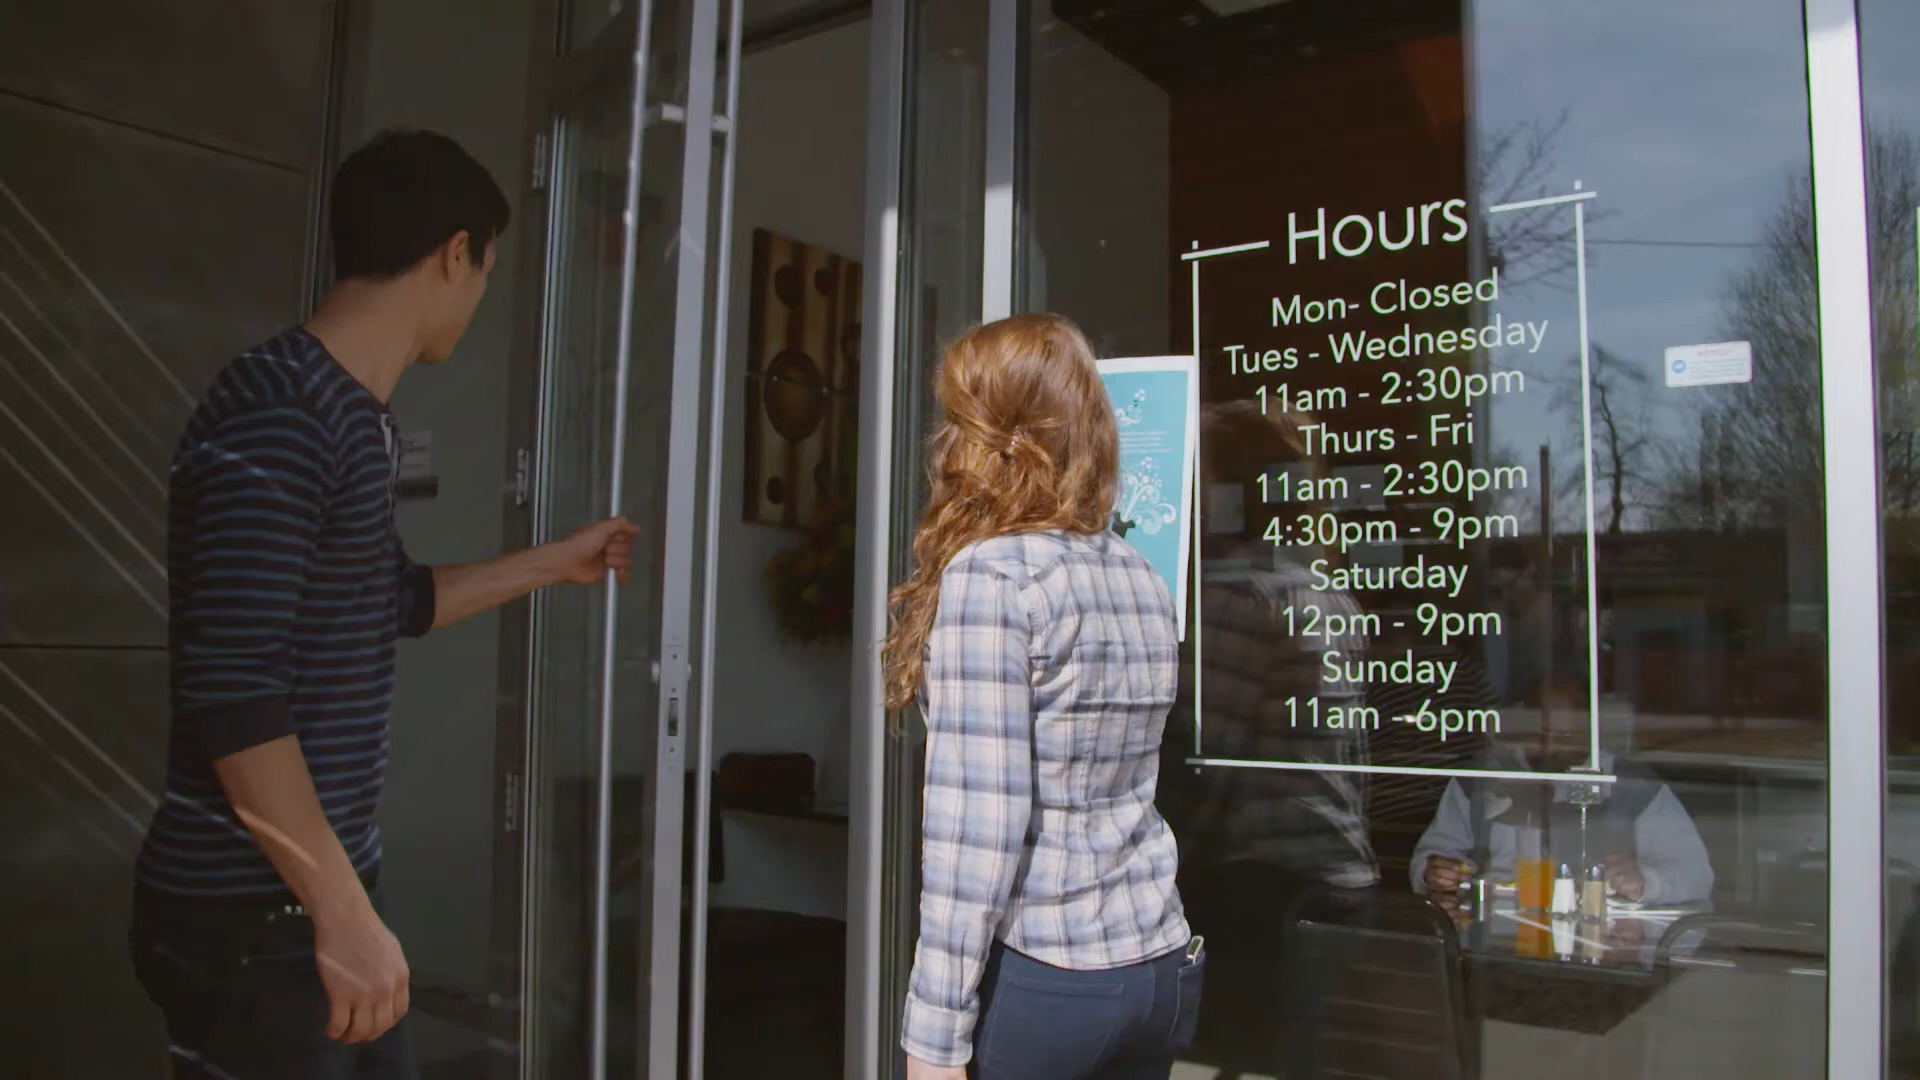 Hours
Mon- Closed
Tues - Wednesday
11am - 2:30pm
Thurs - Fri
11am - 2:30pm
4:30pm - 9pm
Saturday
12pm - 9pm
Sunday
11am - 6pm